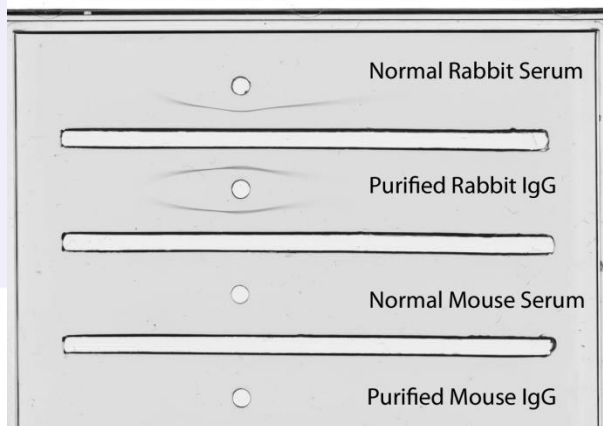 Normal Rabbit Serum
Purified Rabbit IgG
Normal Mouse Serum
Purified Mouse IgG